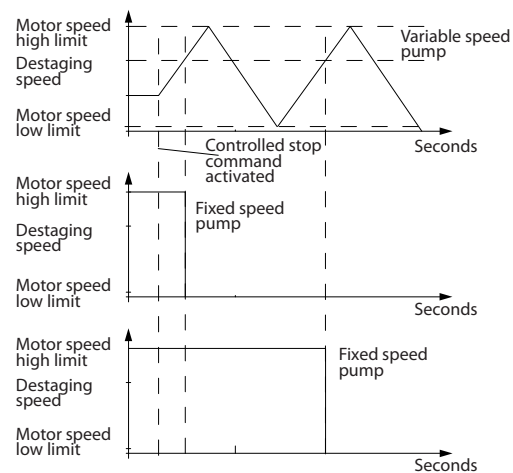 Motor speed
high limit
Destaging
speed
Motor speed
low limit
Variable speed
pump
Seconds
Controlled stop
command
activated
Motor speed
high limit
Destaging
speed
Motor speed
low limit
Fixed speed
pump
Seconds
Motor speed
high limit
Destaging
speed
Motor speed
low limit
Fixed speed
pump
Seconds